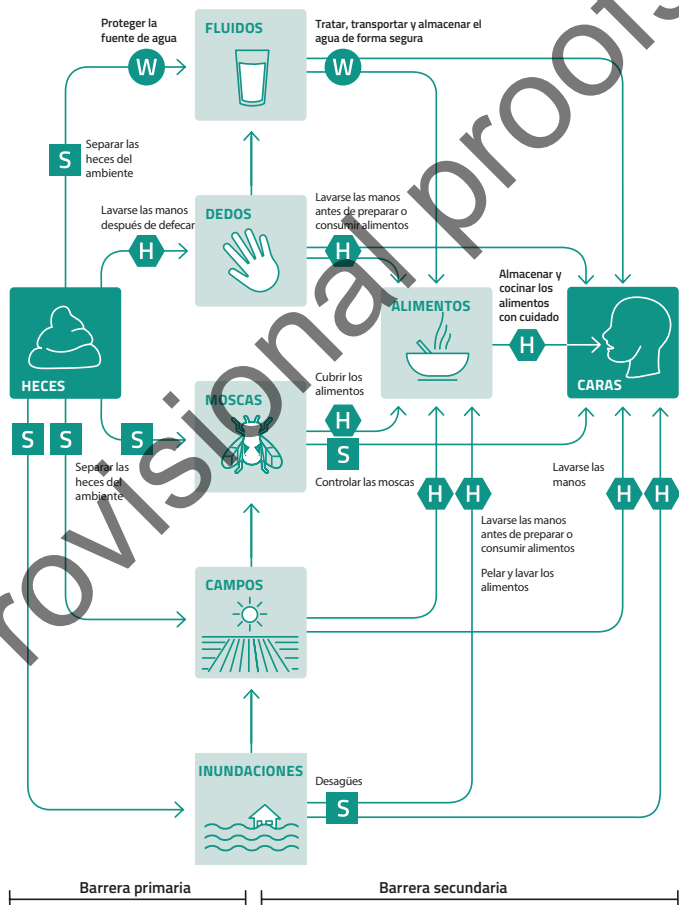 Proteger la
fuente de agua
W
FLUIDOS
Tratar, transportar y almacenar el
agua de forma segura
W
S
Separar las
heces del
ambiente
Lavarse las manos
después de defecar
H
DEDOS
Lavarse las manos
antes de preparar o
consumir alimentos
H
HECES
ALIMENTOS
Almacenar y
cocinar los
alimentos
con cuidado
H
CARAS
S
S
S
Separar las
heces del
ambiente
MOSCAS
Cubrir los
alimentos
H
S
Controlar las moscas
H
H
Lavarse las manos
antes de preparar o
consumir alimentos
Pelar y lavar los
alimentos
Lavarse las
manos
H
H
CAMPOS
INUNDACIONES
Desagües
S
Barrera primaria
Barrera secundaria
rovisional proofs